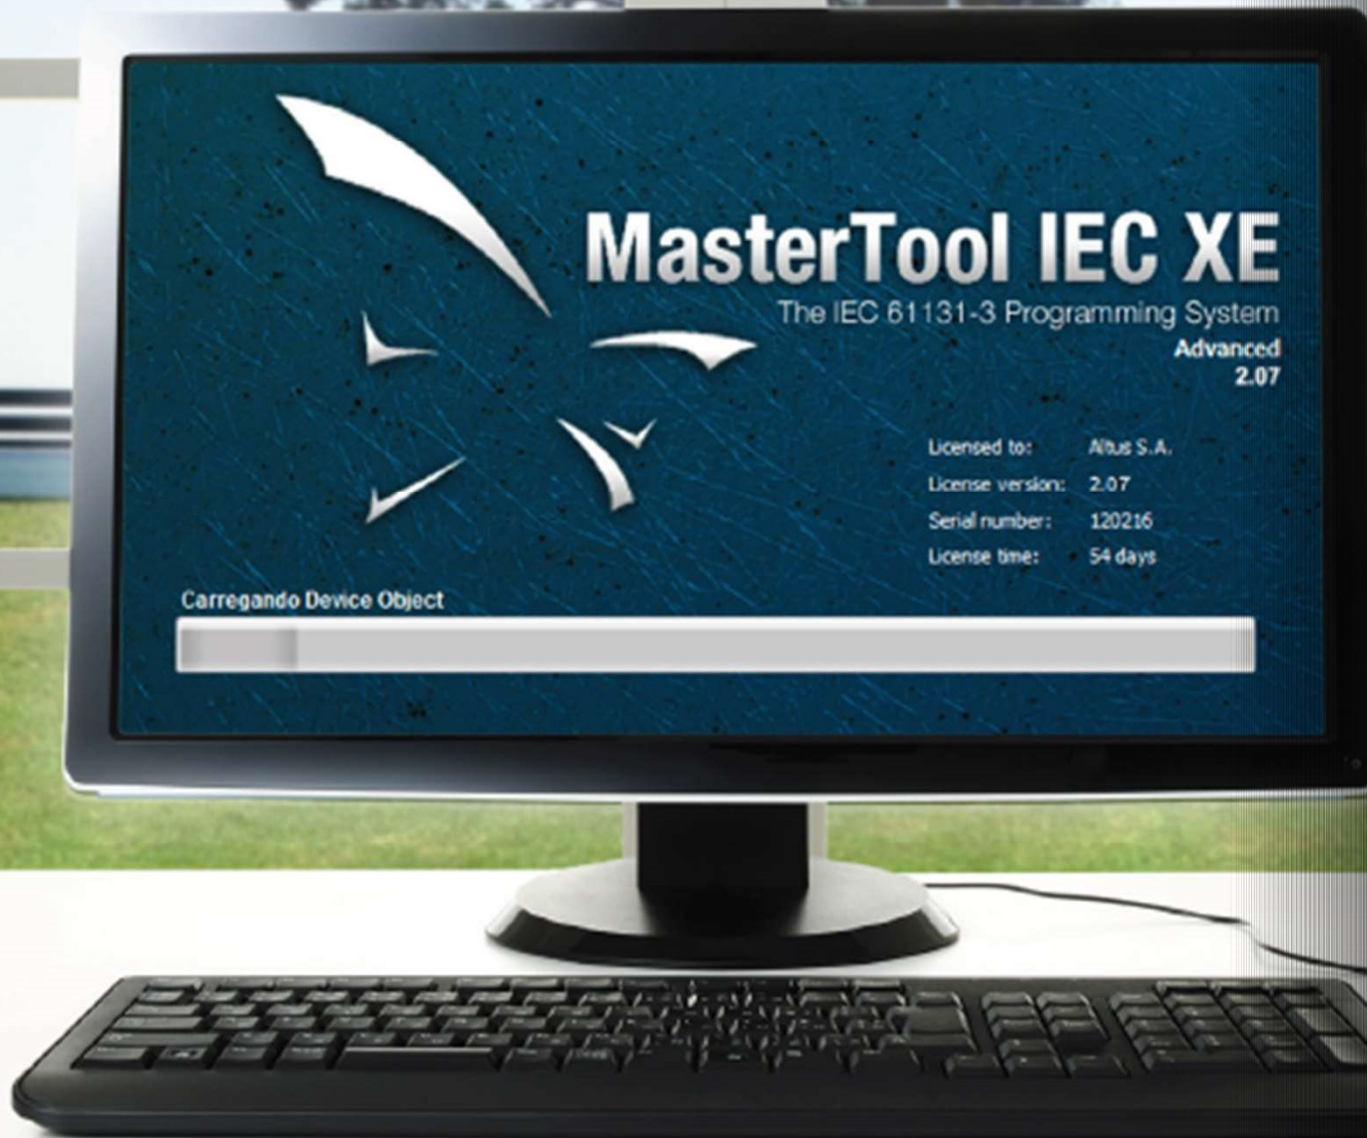 MasterTool IEC XE
The IEC 61131-3 Programming System
Advanced
2.07
Licensed to: Altus S.A.
License version: 2.07
Serial number: 120216
License time: 54 days
Carregando Device Object